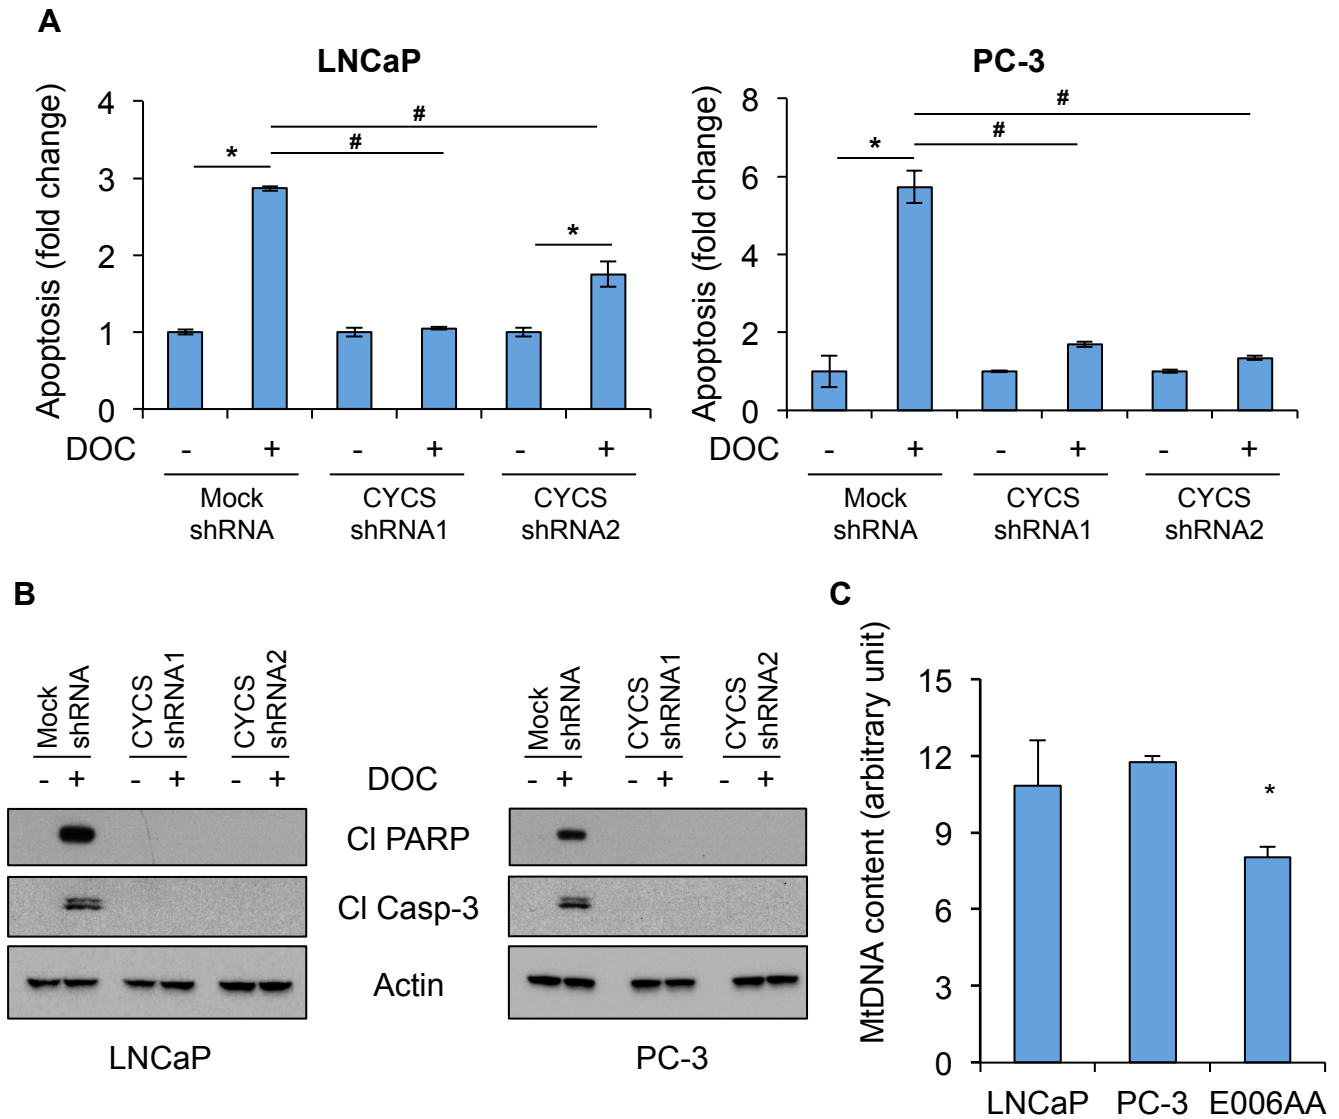 A
LNCaP
PC-3
Apoptosis (fold change)
4
3
2
1
0
*
#
#
*
Apoptosis (fold change)
8
6
4
2
0
*
#
#
DOC - + - + - +
Mock shRNA
CYCS shRNA1
CYCS shRNA2
DOC - + - + - +
Mock shRNA
CYCS shRNA1
CYCS shRNA2
B
Mock shRNA
CYCS shRNA1
CYCS shRNA2
- + - + - +
DOC
Mock shRNA
CYCS shRNA1
CYCS shRNA2
- + - + - +
Cl PARP
Cl Casp-3
Actin
LNCaP
PC-3
C
MtDNA content (arbitrary unit)
15
12
9
6
3
0
*
LNCaP PC-3 E006AA